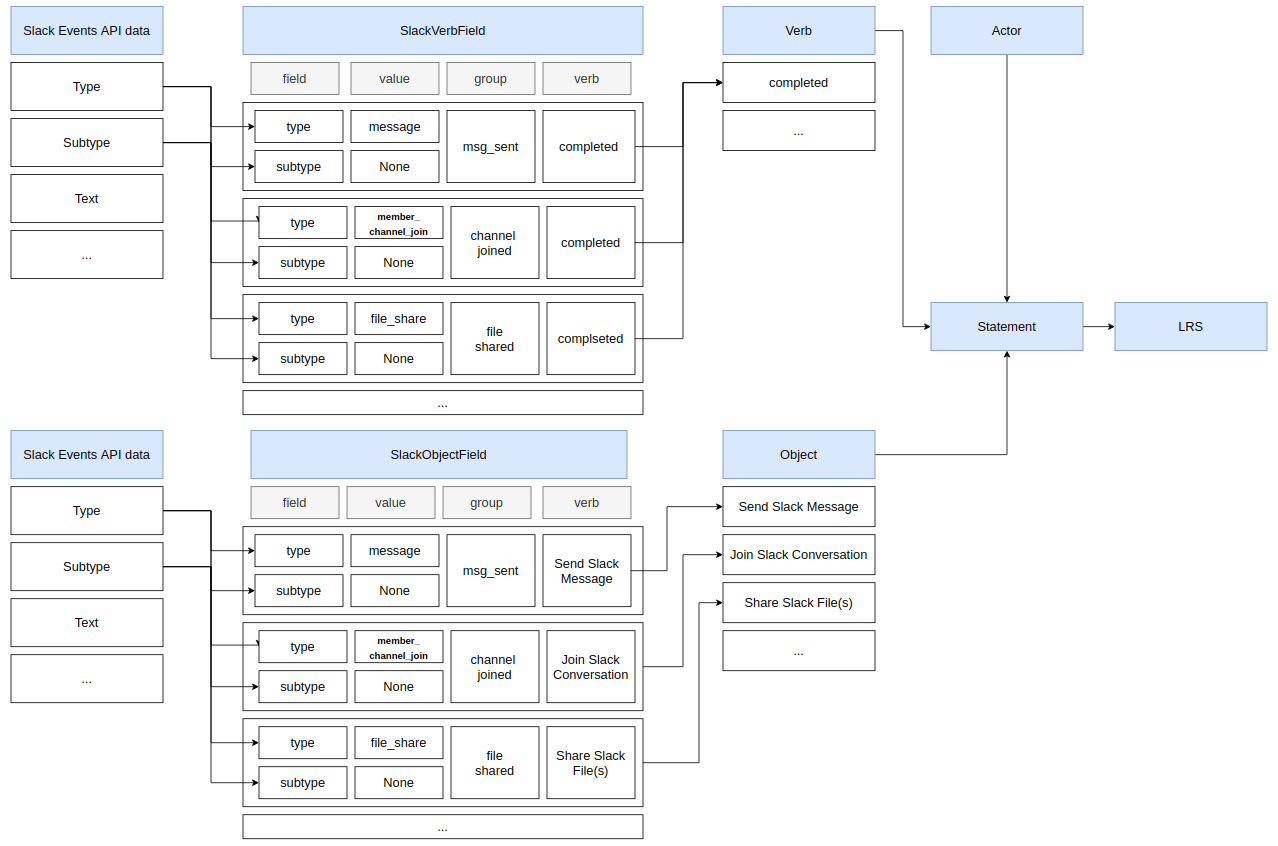 Slack Events API data
Type
Subtype
Text
...
SlackVerbField
field
value
group
verb
type
message
subtype
None
msg_sent
completed
type
member_
channel_join
subtype
None
channel
joined
completed
type
file_share
subtype
None
file
shared
complseted
...
Verb
completed
...
Actor
Statement
LRS
Slack Events API data
Type
Subtype
Text
...
SlackObjectField
field
value
group
verb
type
message
subtype
None
msg_sent
Send Slack
Message
type
member_
channel_join
subtype
None
channel
joined
Join Slack
Conversation
type
file_share
subtype
None
file
shared
Share Slack
File(s)
...
Object
Send Slack Message
Join Slack Conversation
Share Slack File(s)
...